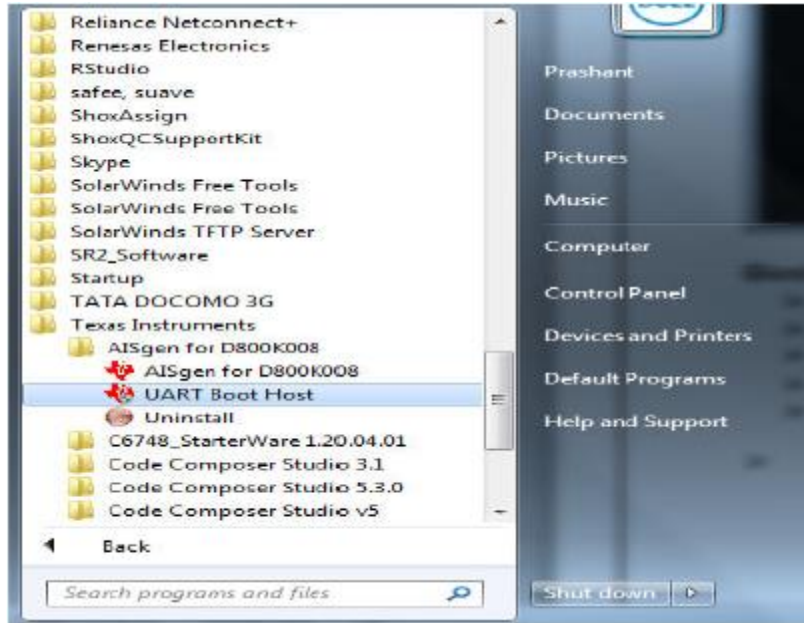 Reliance Netconnect+
Renesas Electronics
RStudio
safee, suave
ShoxAssign
ShoxQCSupportKit
Skype
SolarWinds Free Tools
SolarWinds Free Tools
SolarWinds TFTP Server
SR2_Software
Startup
TATA DOCOMO 3G
Texas Instruments
AISgen for D800K008
AISgen for D800K008
UART Boot Host
Uninstall
C6748_StarterWare 1.20.04.01
Code Composer Studio 3.1
Code Composer Studio 5.3.0
Code Composer Studio v5
Back
Search programs and files
DELL
Prashant
Documents
Pictures
Music
Computer
Control Panel
Devices and Printers
Default Programs
Help and Support
Shut down